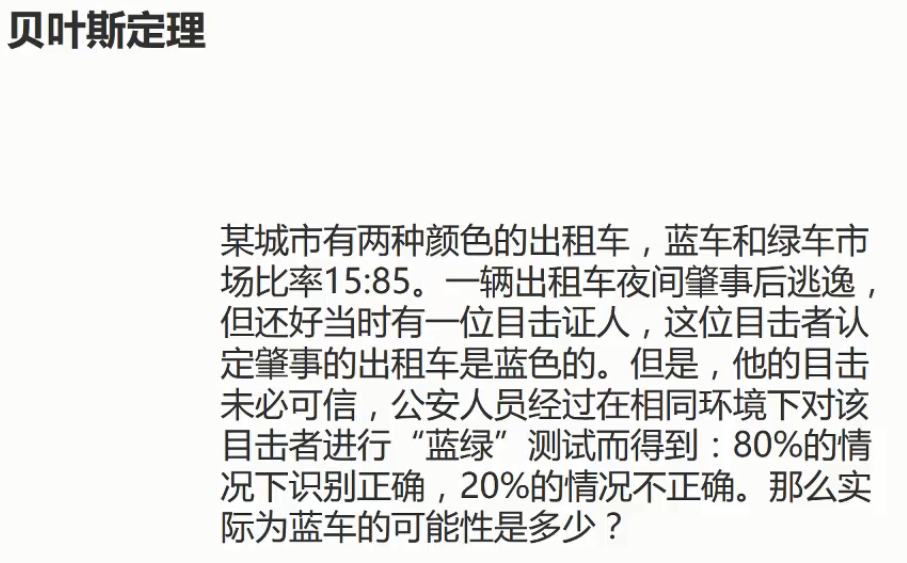 贝叶斯定理
某城市有两种颜色的出租车，蓝车和绿车市
场比率15:85。一辆出租车夜间肇事后逃逸，
但还好当时有一位目击证人，这位目击者认
定肇事的出租车是蓝色的。但是，他的目击
未必可信，公安人员经过在相同环境下对该
目击者进行“蓝绿”测试而得到：80%的情
况下识别正确，20%的情况不正确。那么实
际为蓝车的可能性是多少？